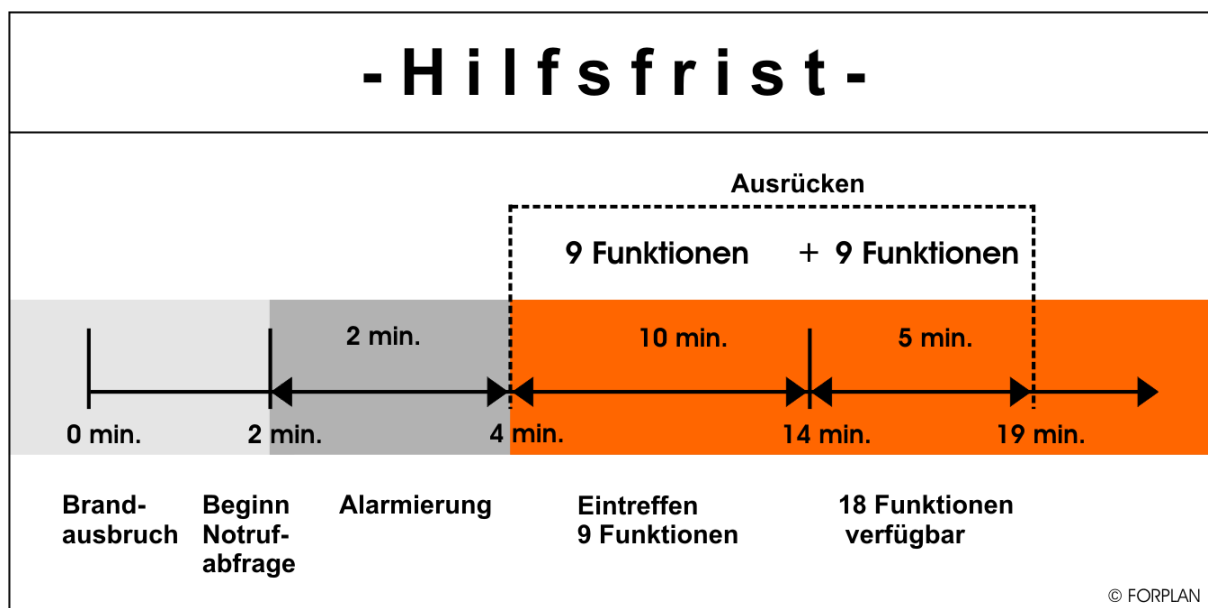 - H i l f s f r i s t -
Ausrücken
9 Funktionen + 9 Funktionen
2 min. 10 min. 5 min.
0 min. 2 min. 4 min. 14 min. 19 min.
Brand-
ausbruch
Beginn
Notruf-
abfrage
Alarmierung
Eintreffen
9 Funktionen
18 Funktionen
verfügbar
© FORPLAN